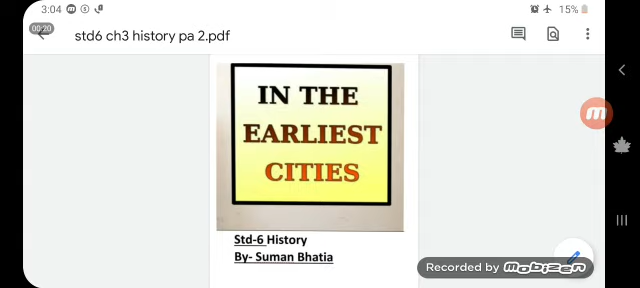 3:04
15%
00:20
std6 ch3 history pa 2.pdf
IN THE
EARLIEST
CITIES
Std-6 History
By- Suman Bhatia
Recorded by Mobizen